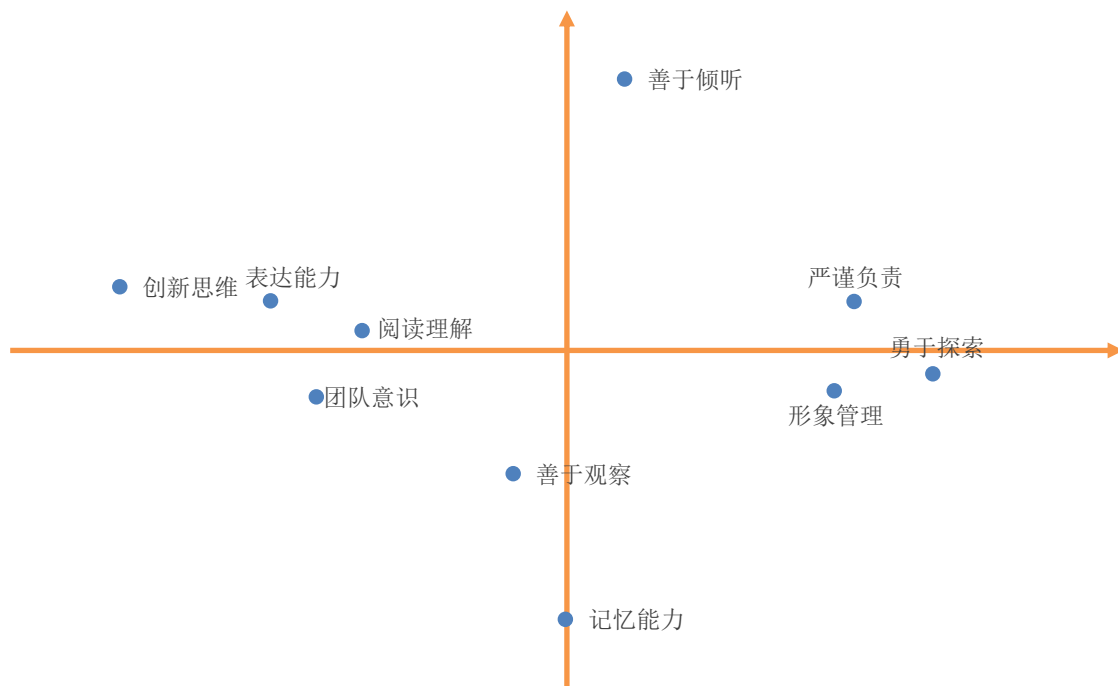 善于倾听
表达能力
创新思维
严谨负责
阅读理解
勇于探索
团队意识
形象管理
善于观察
记忆能力